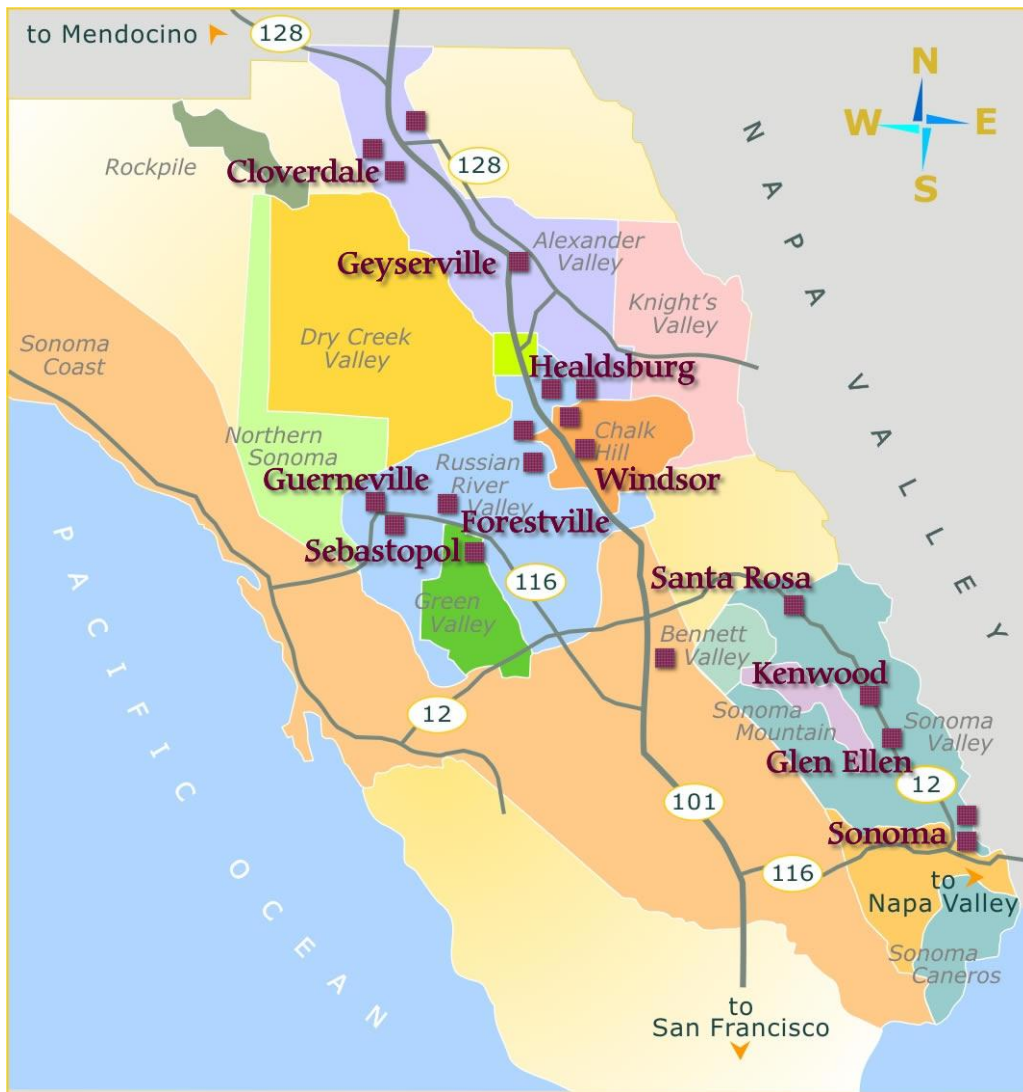 to Mendocino
128
N
W
E
S
NAPA VALLEY
Rockpile
Cloverdale
128
Geyserville
Alexander
Valley
Knight's
Valley
Sonoma
Coast
Dry Creek
Valley
Healdsburg
Northern
Sonoma
Chalk
Hill
Russian
River
Valley
Guerneville
Windsor
Forestville
Sebastopol
116
Green
Valley
Santa Rosa
Bennett
Valley
Kenwood
Sonoma
Mountain
Sonoma
Valley
PACIFIC OCEAN
12
Glen Ellen
12
101
Sonoma
116
to
Napa Valley
Sonoma
Caneros
to
San Francisco